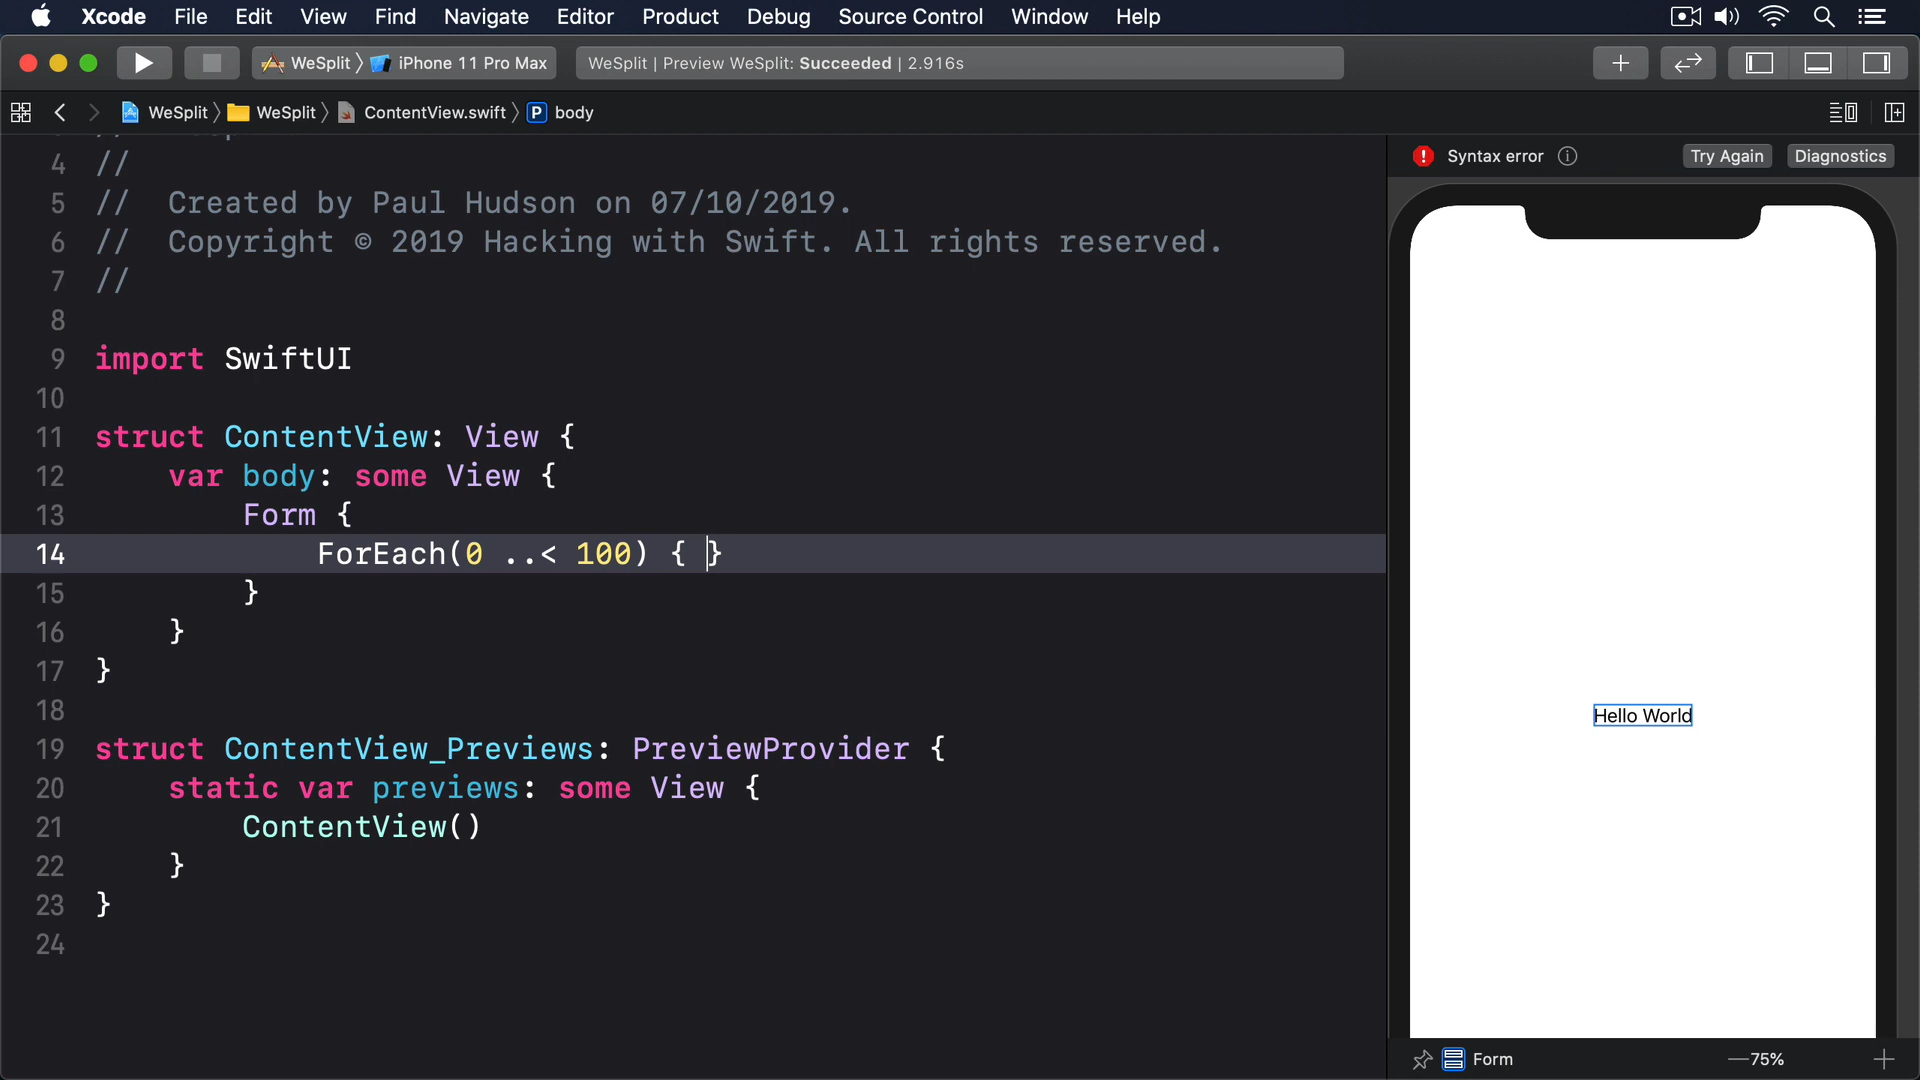 Xcode File Edit View Find Navigate Editor Product Debug Source Control Window Help
WeSplit iPhone 11 Pro Max
WeSplit | Preview WeSplit: Succeeded | 2.916s
WeSplit WeSplit ContentView.swift P body
Syntax error Try Again Diagnostics
4 //
5 // Created by Paul Hudson on 07/10/2019.
6 // Copyright © 2019 Hacking with Swift. All rights reserved.
7 //
8
9 import SwiftUI
10
11 struct ContentView: View {
12 var body: some View {
13 Form {
14 ForEach(0 ..< 100) { }
15 }
16 }
17 }
18
19 struct ContentView_Previews: PreviewProvider {
20 static var previews: some View {
21 ContentView()
22 }
23 }
24
Hello World
Form
75%